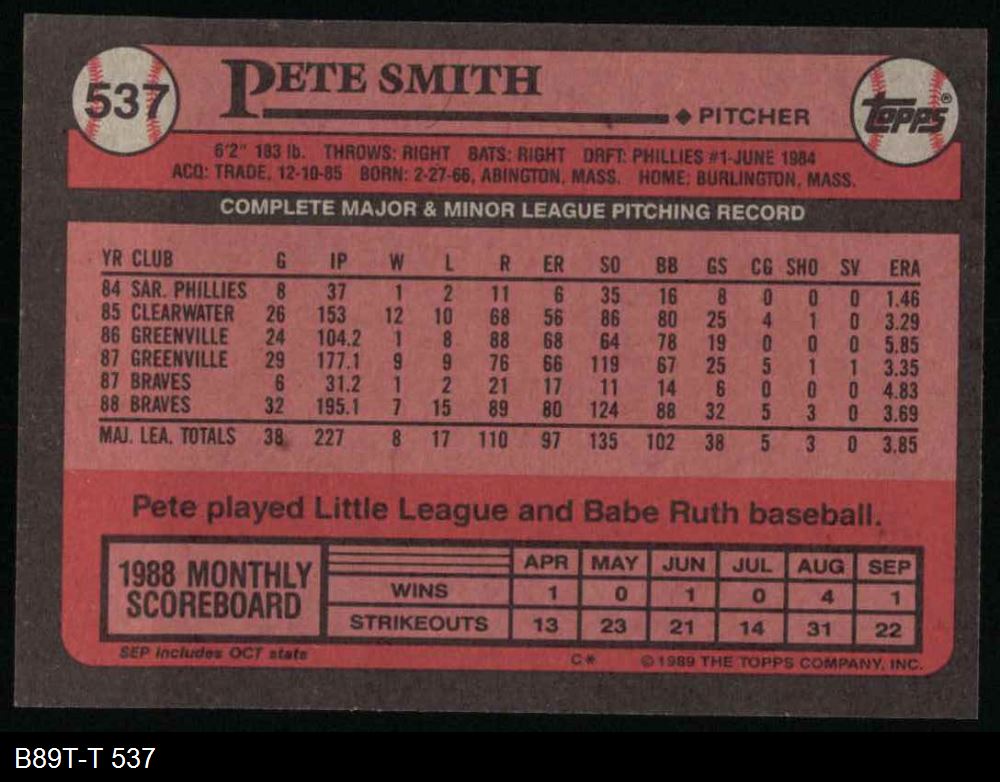 537
PETE SMITH
PITCHER
TOPPS®
6'2" 183 lb. THROWS: RIGHT BATS: RIGHT DRFT: PHILLIES #1-JUNE 1984
ACQ: TRADE, 12-10-85 BORN: 2-27-66, ABINGTON, MASS. HOME: BURLINGTON, MASS.
COMPLETE MAJOR & MINOR LEAGUE PITCHING RECORD
YR CLUB G IP W L R ER SO BB GS CG SHO SV ERA
84 SAR. PHILLIES 8 37 1 2 11 6 35 16 8 0 0 0 1.46
85 CLEARWATER 26 153 12 10 68 56 86 80 25 4 1 0 3.29
86 GREENVILLE 24 104.2 1 8 88 68 64 78 19 0 0 0 5.85
87 GREENVILLE 29 177.1 9 9 76 66 119 67 25 5 1 1 3.35
87 BRAVES 6 31.2 1 2 21 17 11 14 6 0 0 0 4.83
88 BRAVES 32 195.1 7 15 89 80 124 88 32 5 3 0 3.69
MAJ. LEA. TOTALS 38 227 8 17 110 97 135 102 38 5 3 0 3.85
Pete played Little League and Babe Ruth baseball.
1988 MONTHLY
SCOREBOARD
APR MAY JUN JUL AUG SEP
WINS 1 0 1 0 4 1
STRIKEOUTS 13 23 21 14 31 22
SEP includes OCT stats
C* ©1989 THE TOPPS COMPANY, INC.
B89T-T 537